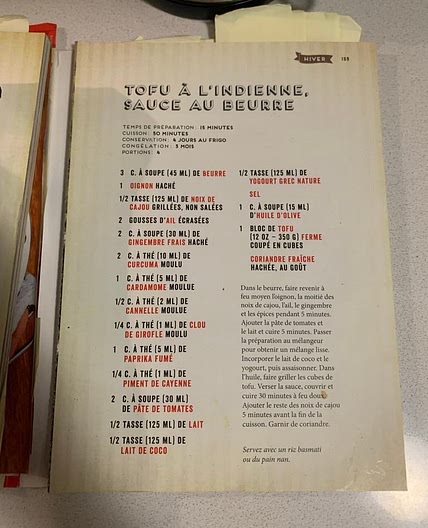 HIVER 189
TOFU À L'INDIENNE,
SAUCE AU BEURRE
TEMPS DE PRÉPARATION : 15 MINUTES
CUISSON : 50 MINUTES
CONSERVATION : 4 JOURS AU FRIGO
CONGÉLATION : 3 MOIS
PORTIONS : 4
3 C. À SOUPE (45 ML) DE BEURRE
1 OIGNON HACHÉ
1/2 TASSE (125 ML) DE NOIX DE
CAJOU GRILLÉES, NON SALÉES
2 GOUSSES D'AIL ÉCRASÉES
2 C. À SOUPE (30 ML) DE
GINGEMBRE FRAIS HACHÉ
2 C. À THÉ (10 ML) DE
CURCUMA MOULU
1 C. À THÉ (5 ML) DE
CARDAMOME MOULUE
1/2 C. À THÉ (2 ML) DE
CANNELLE MOULUE
1/4 C. À THÉ (1 ML) DE CLOU
DE GIROFLE MOULU
1 C. À THÉ (5 ML) DE
PAPRIKA FUMÉ
1/4 C. À THÉ (1 ML) DE
PIMENT DE CAYENNE
2 C. À SOUPE (30 ML)
DE PÂTE DE TOMATES
1/2 TASSE (125 ML) DE LAIT
1/2 TASSE (125 ML) DE
LAIT DE COCO
1/2 TASSE (125 ML) DE
YOGOURT GREC NATURE
SEL
1 C. À SOUPE (15 ML)
D'HUILE D'OLIVE
1 BLOC DE TOFU
(12 OZ – 350 G) FERME
COUPÉ EN CUBES
CORIANDRE FRAÎCHE
HACHÉE, AU GOÛT
Dans le beurre, faire revenir à
feu moyen l'oignon, la moitié des
noix de cajou, l'ail, le gingembre
et les épices pendant 5 minutes.
Ajouter la pâte de tomates et
le lait et cuire 5 minutes. Passer
la préparation au mélangeur
pour obtenir un mélange lisse.
Incorporer le lait de coco et le
yogourt, puis assaisonner. Dans
l'huile, faire griller les cubes de
tofu. Verser la sauce, couvrir et
cuire 30 minutes à feu doux.
Ajouter le reste des noix de cajou
5 minutes avant la fin de la
cuisson. Garnir de coriandre.
Servez avec un riz basmati
ou du pain nan.